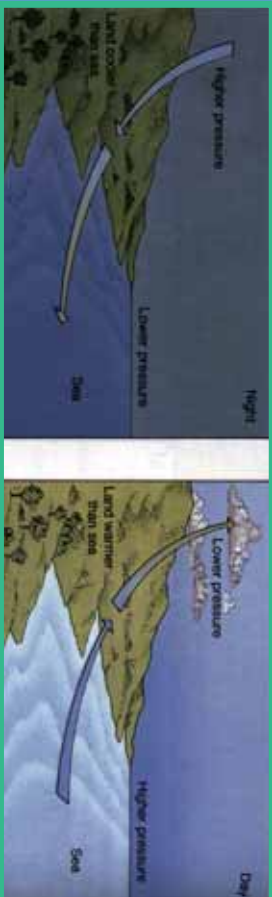 Night
Higher pressure
Lower pressure
Land cooler
than sea
Sea
Day
Lower pressure
Higher pressure
Land warmer
than sea
Sea